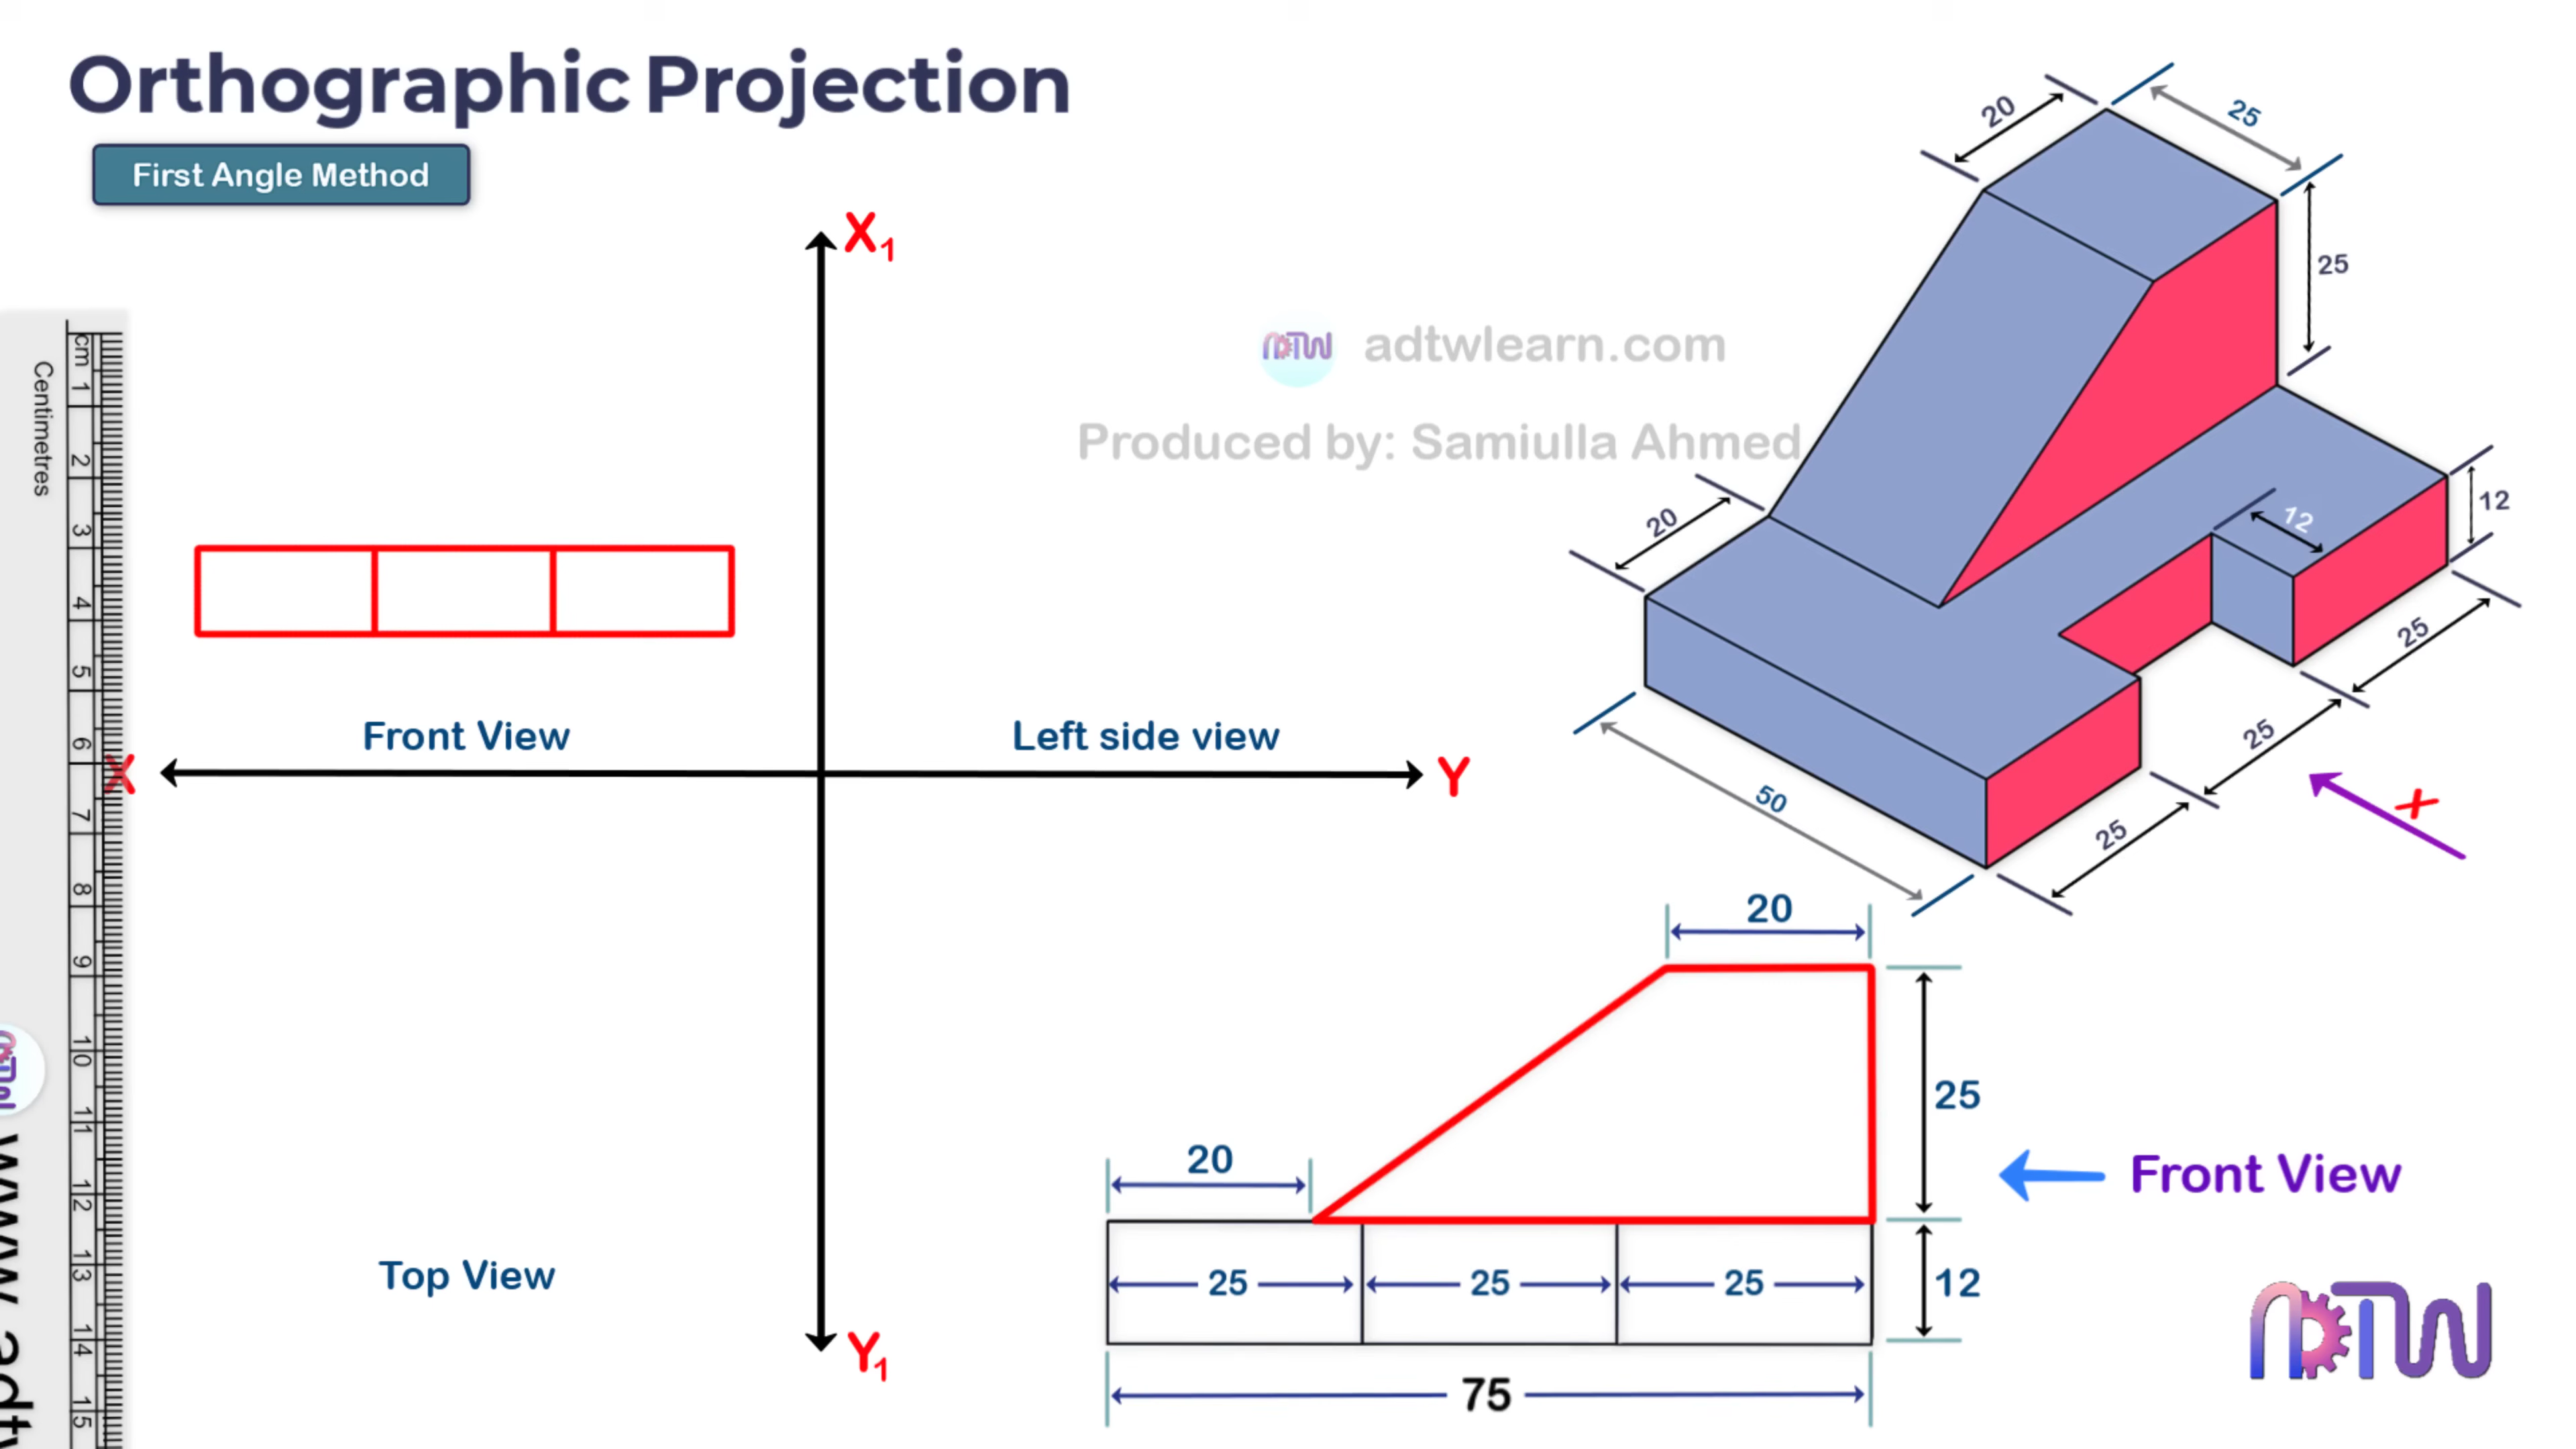 Orthographic Projection
First Angle Method
X1
20
25
25
adtwlearn.com
Produced by: Samiulla Ahmed
Centimetres
cm 1 2 3 4 5 6 7 8 9 10 11 12 13 14 15
20
12
12
Front View
Left side view
X
Y
50
25
25
25
X
20
25
Front View
20
25 25 25
12
75
Top View
Y1
ADTW